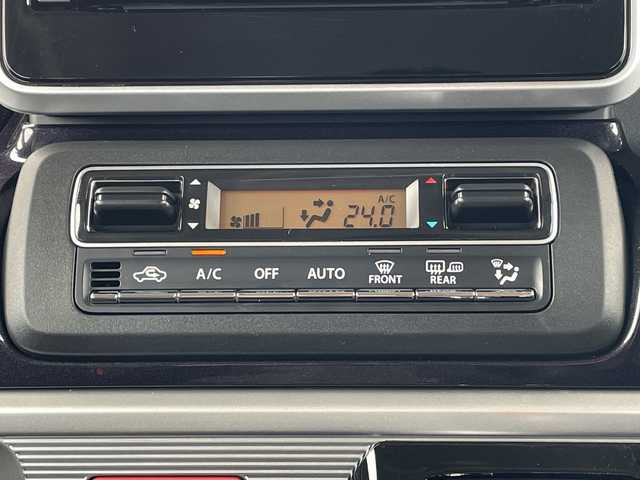 A/C
24.0
A/C OFF AUTO FRONT REAR